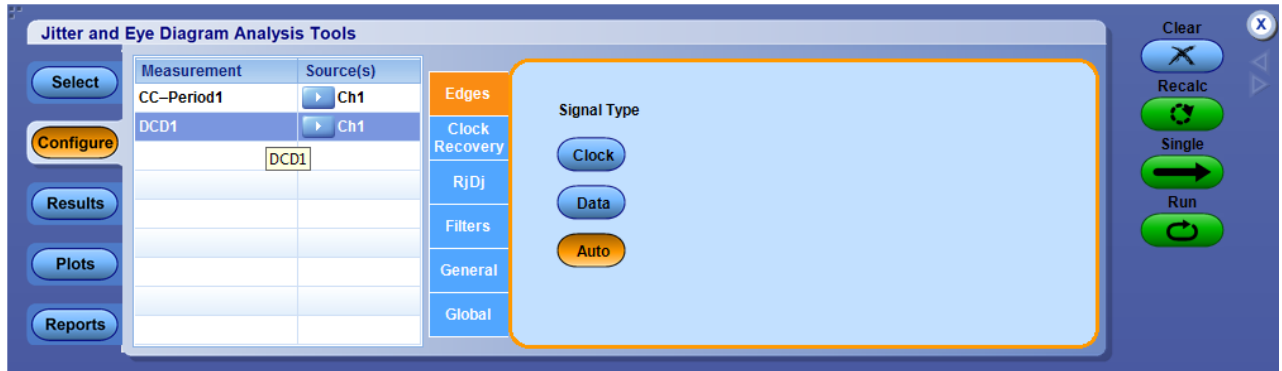 Jitter and Eye Diagram Analysis Tools
Select
Configure
Results
Plots
Reports
Measurement Source(s)
CC–Period1 Ch1
DCD1 Ch1
DCD1
Edges
Clock
Recovery
RjDj
Filters
General
Global
Signal Type
Clock
Data
Auto
Clear
X
Recalc
Single
Run